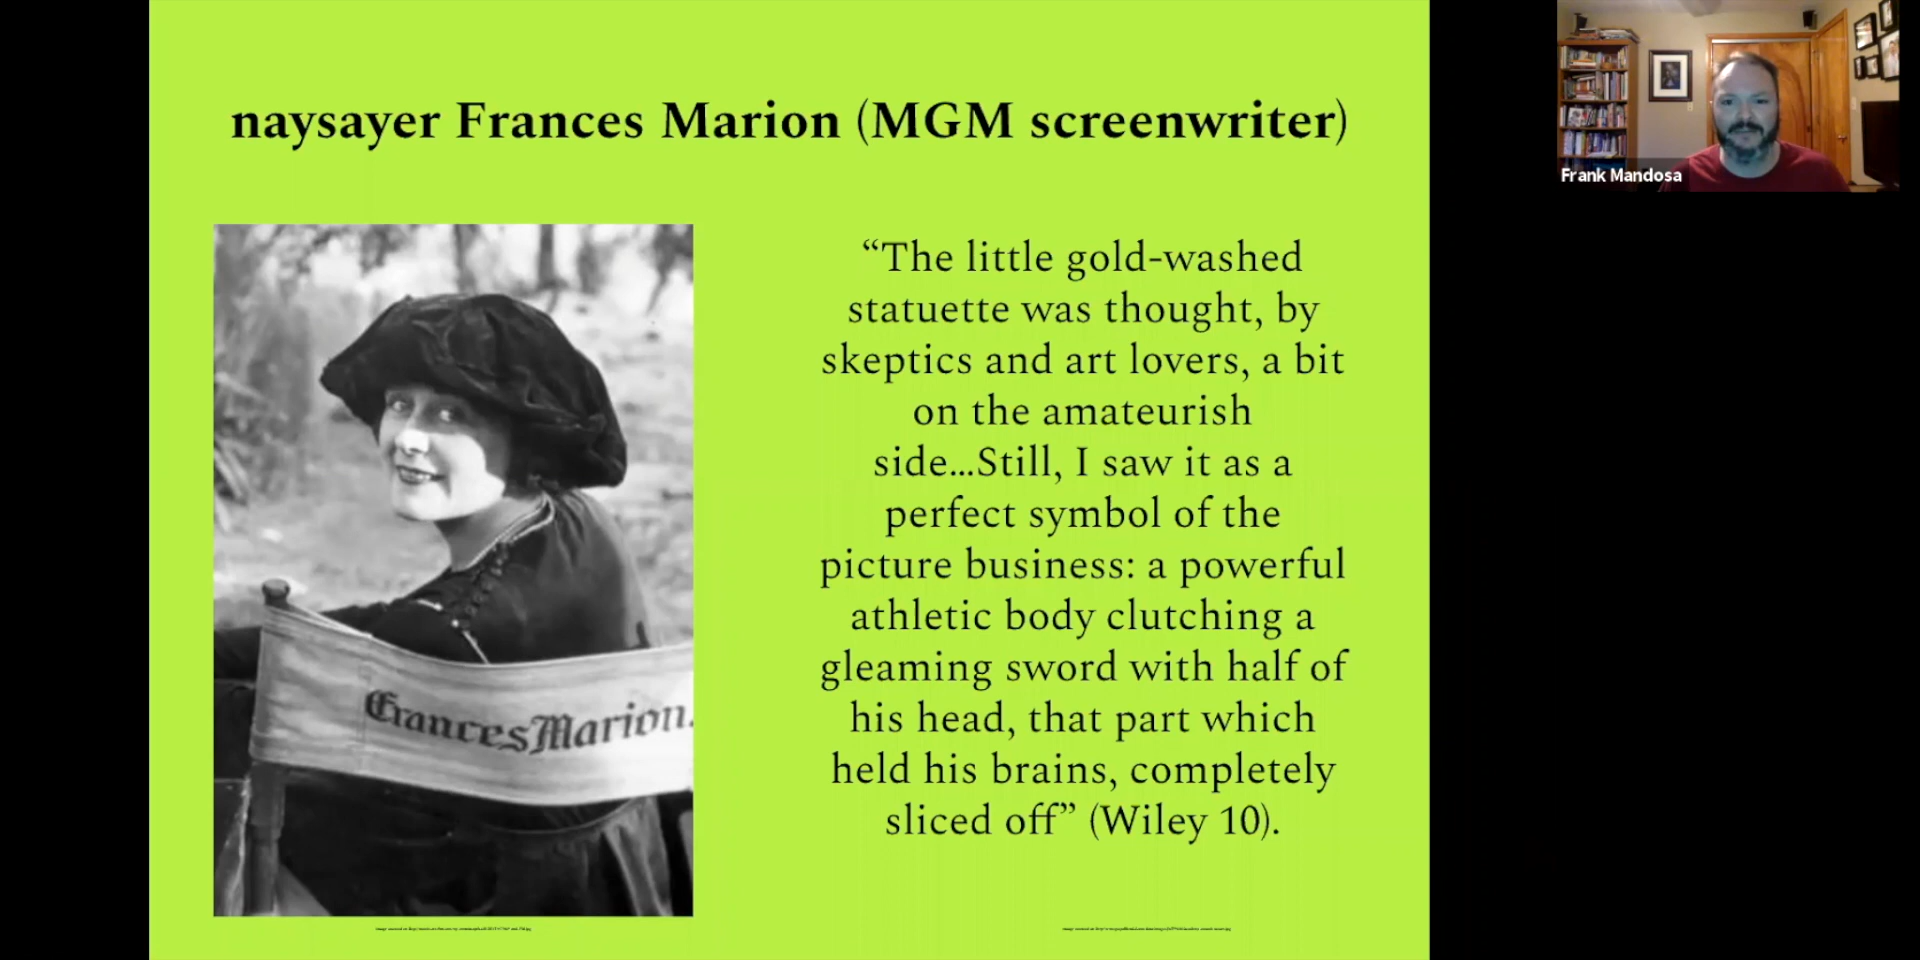 naysayer Frances Marion (MGM screenwriter)
Frank Mandosa
“The little gold-washed
statuette was thought, by
skeptics and art lovers, a bit
on the amateurish
side...Still, I saw it as a
perfect symbol of the
picture business: a powerful
athletic body clutching a
gleaming sword with half of
his head, that part which
held his brains, completely
sliced off” (Wiley 10).
Frances Marion.